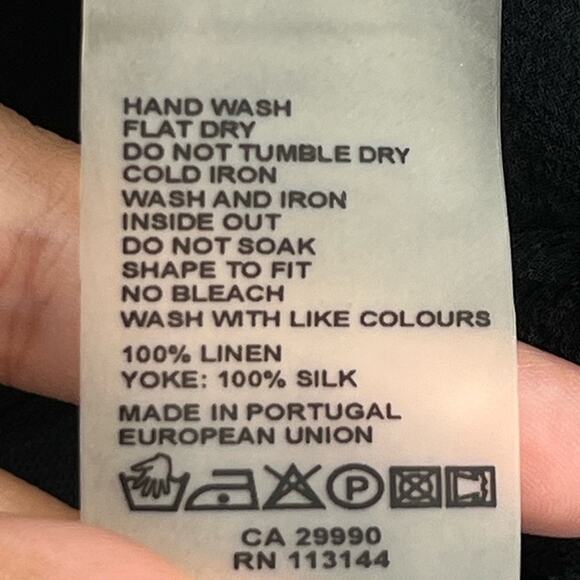 HAND WASH
FLAT DRY
DO NOT TUMBLE DRY
COLD IRON
WASH AND IRON
INSIDE OUT
DO NOT SOAK
SHAPE TO FIT
NO BLEACH
WASH WITH LIKE COLOURS
100% LINEN
YOKE: 100% SILK
MADE IN PORTUGAL
EUROPEAN UNION
P
CA 29990
RN 113144